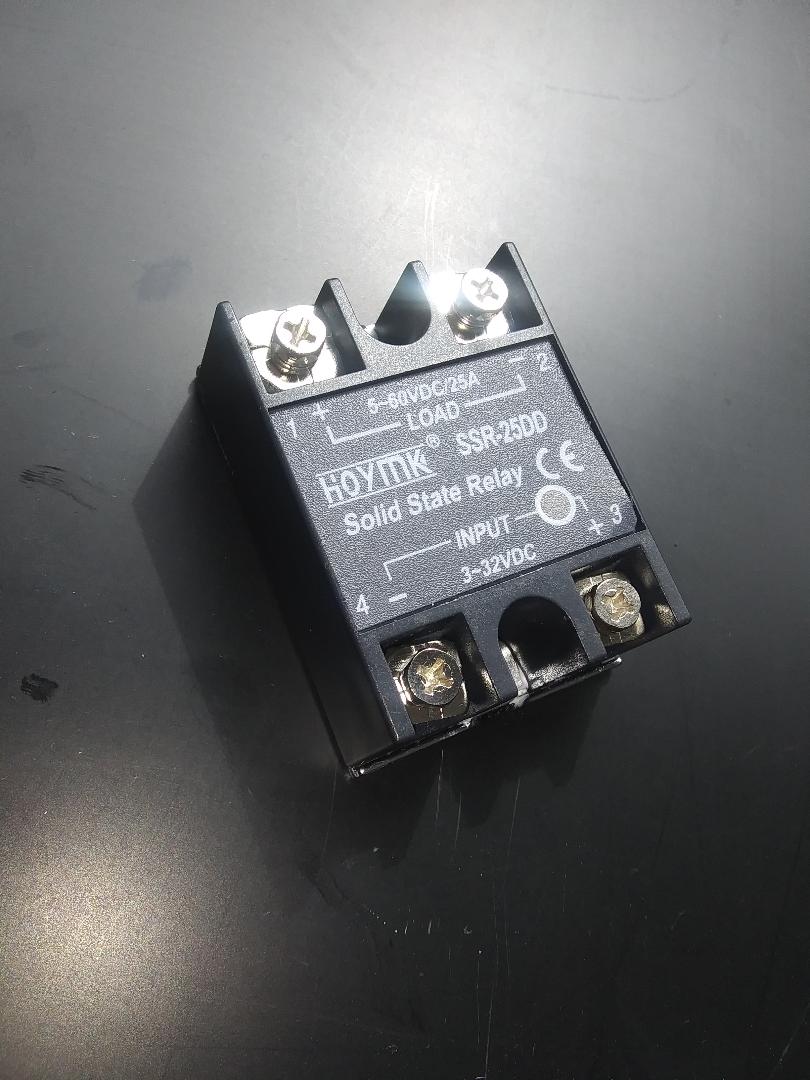 5~60VDC/25A
1 + LOAD - 2
HOYMK® SSR-25DD
Solid State Relay CE
INPUT + 3
4 - 3~32VDC